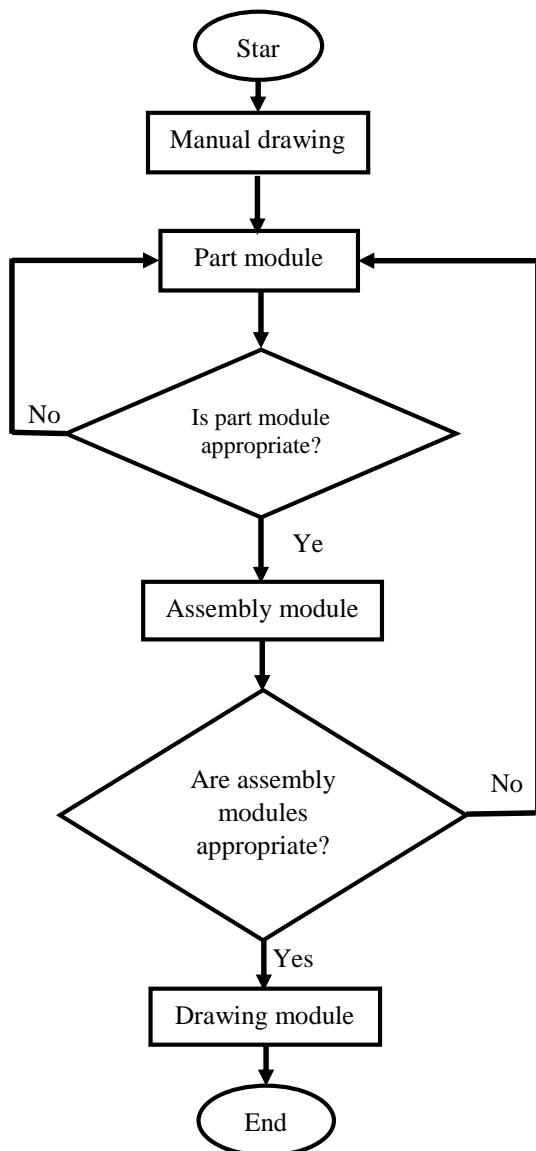 Star
Manual drawing
Part module
No
Is part module
appropriate?
Ye
Assembly module
Are assembly
modules
appropriate?
No
Yes
Drawing module
End